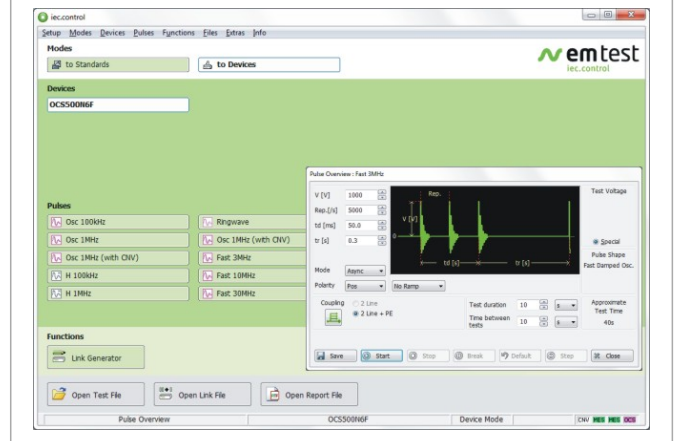 iec.control
Setup Modes Devices Pulses Functions Files Extras Info
Modes
to Standards
to Devices
emtest
iec.control
Devices
OCS500N6F
Pulses
Osc 100kHz
Ringwave
Osc 1MHz
Osc 1MHz (with CNV)
Osc 1MHz (with CNV)
Fast 3MHz
H 100kHz
Fast 10MHz
H 1MHz
Fast 30MHz
Functions
Link Generator
Open Test File
Open Link File
Open Report File
Pulse Overview
OCS500N6F
Device Mode
CNV MES MES OCS
Pulse Overview : Fast 3MHz
V [V] 1000
Rep.[/s] 5000
td [ms] 50.0
tr [s] 0.3
Rep.
V [V]
0
td [s]
tr [s]
Test Voltage
Special
Pulse Shape
Fast Damped Osc.
Mode Async
Polarity Pos No Ramp
Coupling
2 Line
2 Line + PE
Test duration 10 s
Time between tests 10 s
Approximate
Test Time
40s
Save Start Stop Break Default Step Close